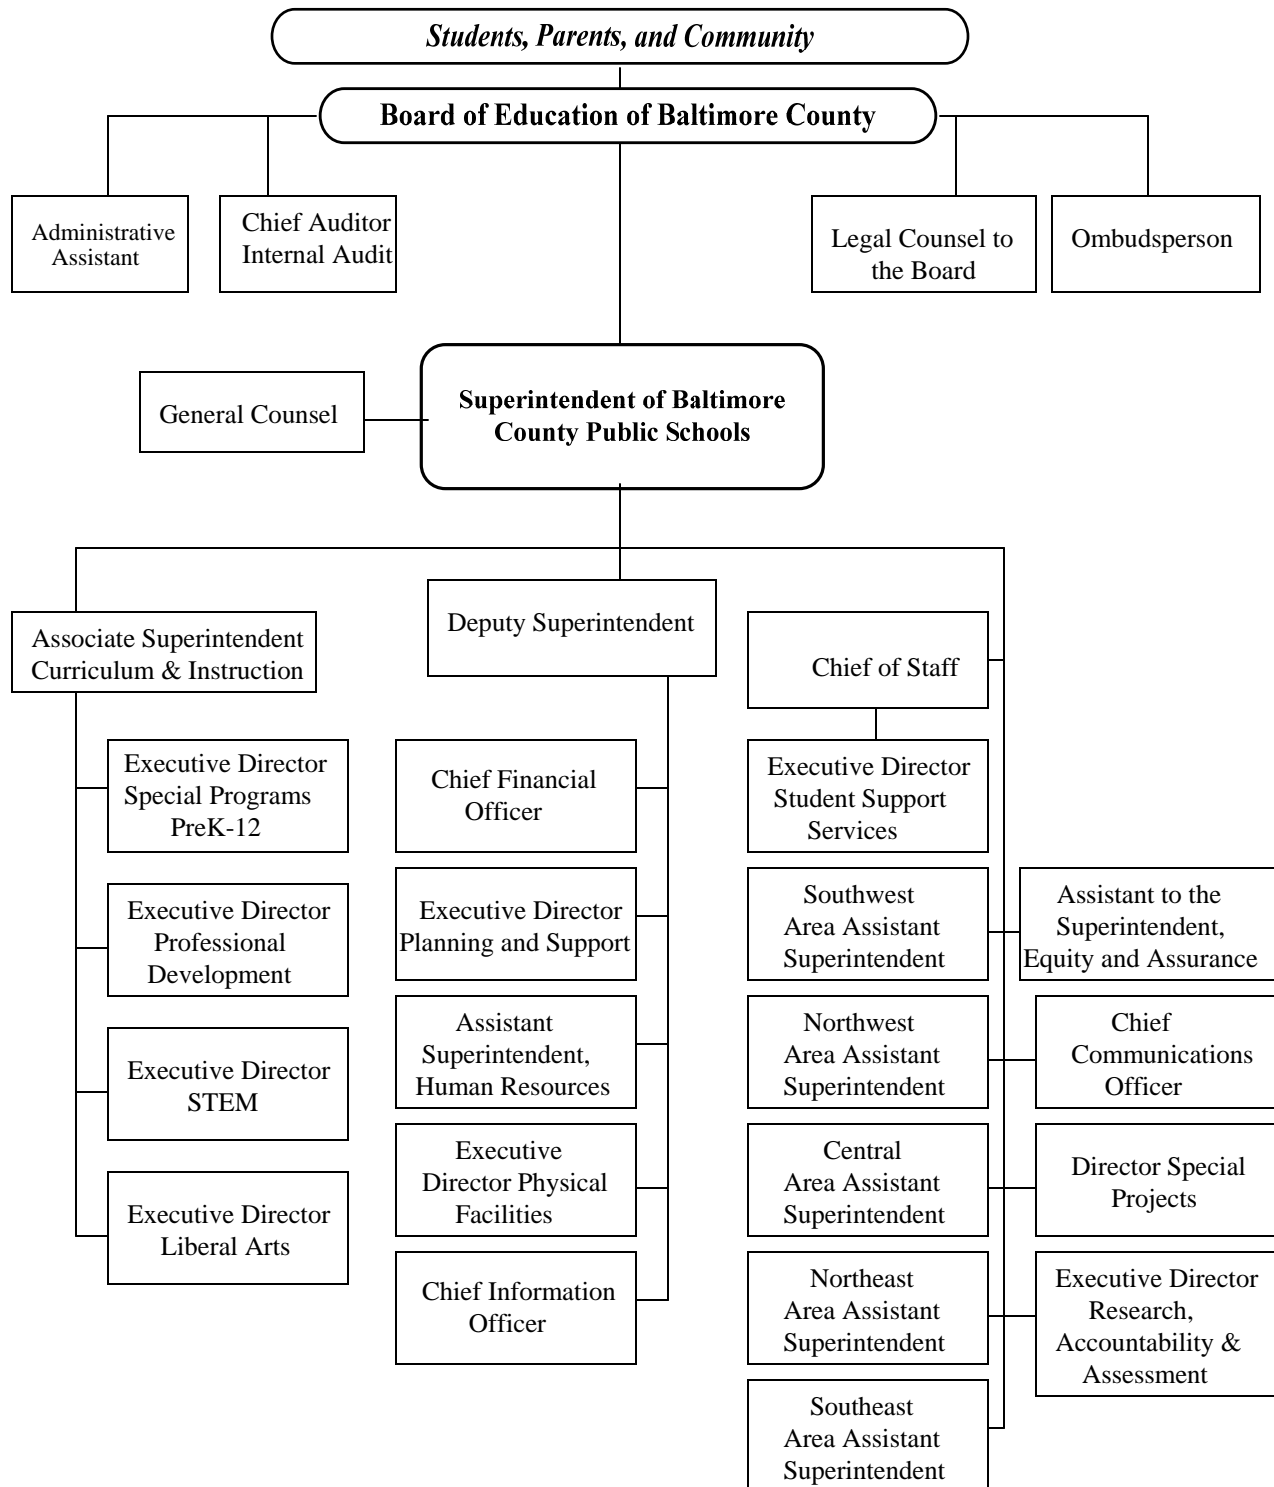 Students, Parents, and Community
Board of Education of Baltimore County
Administrative
Assistant
Chief Auditor
Internal Audit
Legal Counsel to
the Board
Ombudsperson
General Counsel
Superintendent of Baltimore
County Public Schools
Associate Superintendent
Curriculum & Instruction
Deputy Superintendent
Chief of Staff
Executive Director
Special Programs
PreK-12
Executive Director
Professional
Development
Executive Director
STEM
Executive Director
Liberal Arts
Chief Financial
Officer
Executive Director
Planning and Support
Assistant
Superintendent,
Human Resources
Executive
Director Physical
Facilities
Chief Information
Officer
Executive Director
Student Support
Services
Southwest
Area Assistant
Superintendent
Northwest
Area Assistant
Superintendent
Central
Area Assistant
Superintendent
Northeast
Area Assistant
Superintendent
Southeast
Area Assistant
Superintendent
Assistant to the
Superintendent,
Equity and Assurance
Chief
Communications
Officer
Director Special
Projects
Executive Director
Research,
Accountability &
Assessment